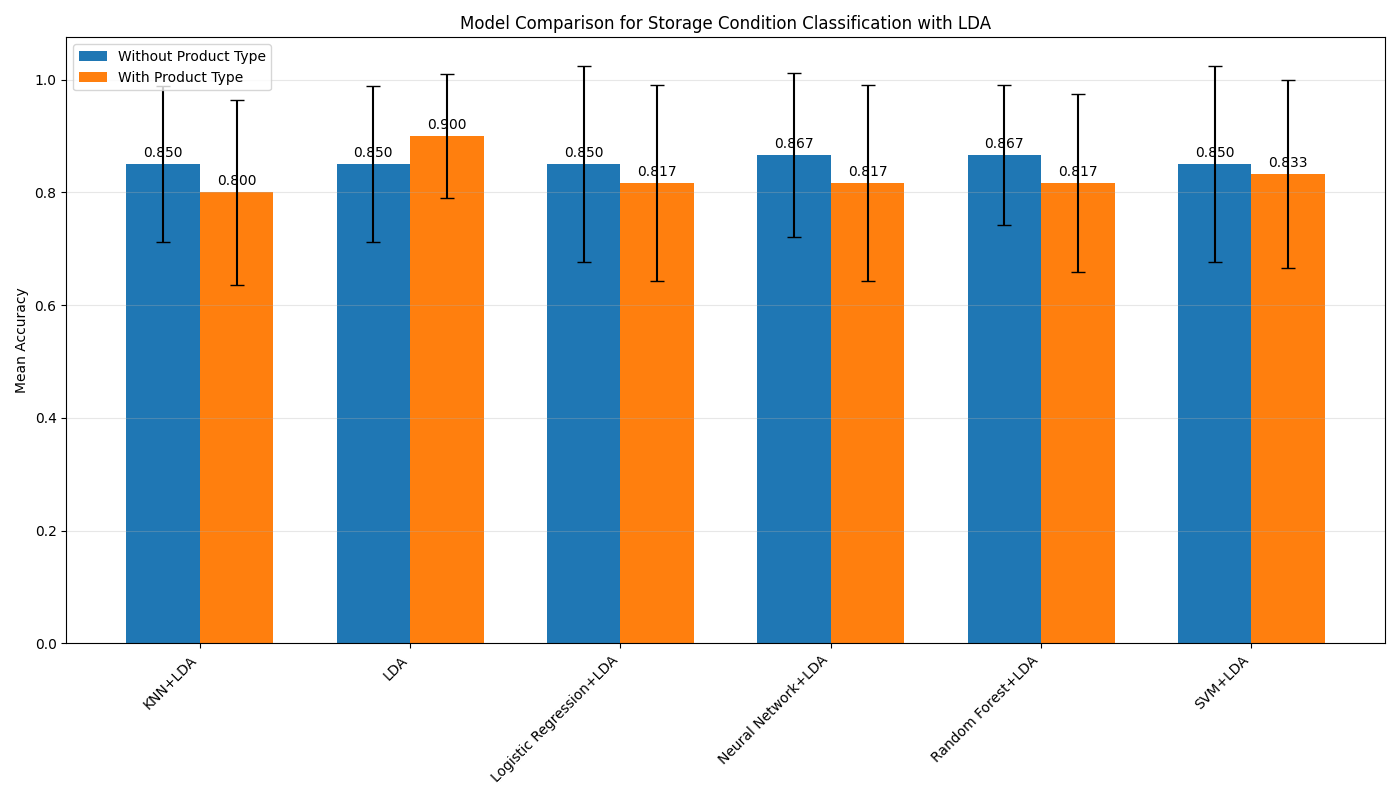 Model Comparison for Storage Condition Classification with LDA
Without Product Type
With Product Type
Mean Accuracy
1.0
0.8
0.6
0.4
0.2
0.0
0.850
0.800
0.850
0.900
0.850
0.817
0.867
0.817
0.867
0.817
0.850
0.833
KNN+LDA
LDA
Logistic Regression+LDA
Neural Network+LDA
Random Forest+LDA
SVM+LDA